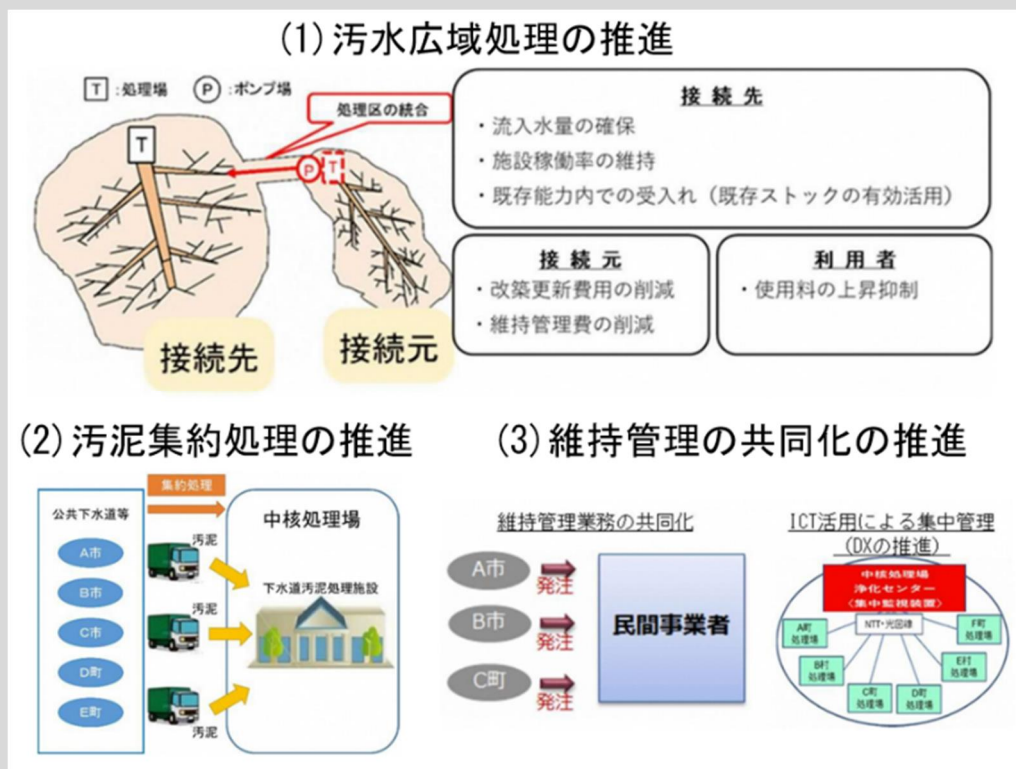 (1)汚水広域処理の推進
T :処理場 P :ポンプ場
処理区の統合
T
P T
接続先
接続元
接続先
・流入水量の確保
・施設稼働率の維持
・既存能力内での受入れ（既存ストックの有効活用）
接続元
・改築更新費用の削減
・維持管理費の削減
利用者
・使用料の上昇抑制
(2)汚泥集約処理の推進
公共下水道等
A市
B市
C市
D町
E町
集約処理
汚泥
汚泥
汚泥
中核処理場
下水道汚泥処理施設
(3)維持管理の共同化の推進
維持管理業務の共同化
A市
発注
B市
発注
C町
発注
民間事業者
ICT活用による集中管理
(DXの推進)
中核処理場
浄化センター
〈集中監視装置〉
NTT・光回線
A町
処理場
B村
処理場
C町
処理場
D町
処理場
E村
処理場
F町
処理場